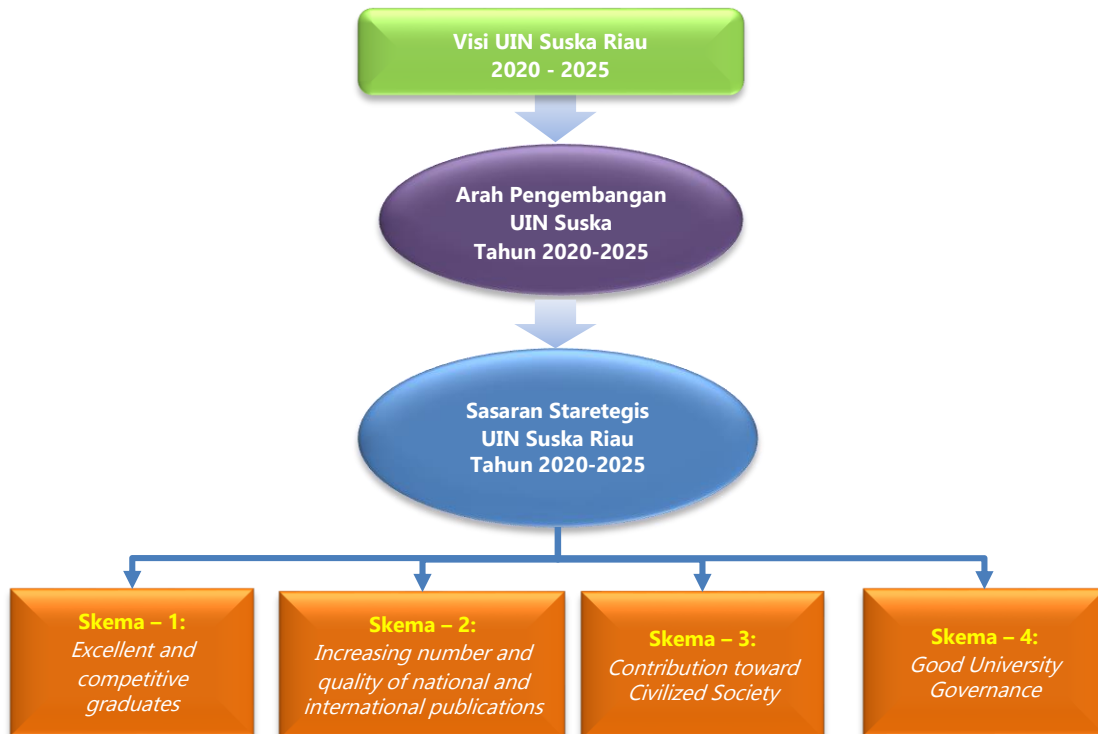 Visi UIN Suska Riau
2020 - 2025
Arah Pengembangan
UIN Suska
Tahun 2020-2025
Sasaran Staretegis
UIN Suska Riau
Tahun 2020-2025
Skema – 1:
Excellent and
competitive
graduates
Skema – 2:
Increasing number and
quality of national and
international publications
Skema – 3:
Contribution toward
Civilized Society
Skema – 4:
Good University
Governance